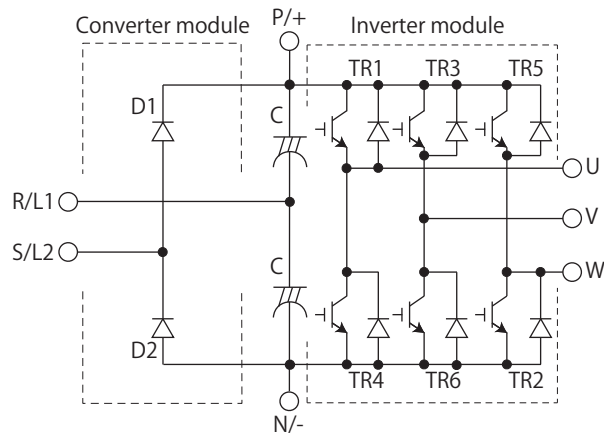 P/+
Converter module
Inverter module
TR1
TR3
TR5
D1
C
U
R/L1
V
S/L2
C
W
D2
TR4
TR6
TR2
N/-